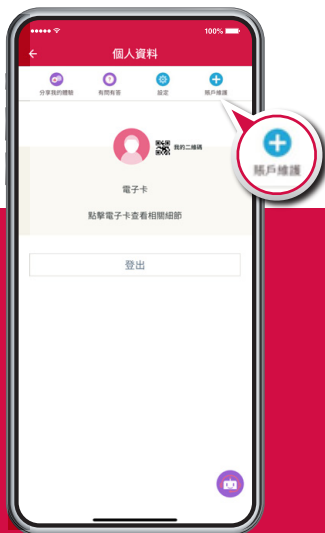 100%
個人資料
分享我的體驗
有問有答
設定
賬戶維護
賬戶維護
我的二維碼
電子卡
點擊電子卡查看相關細節
登出